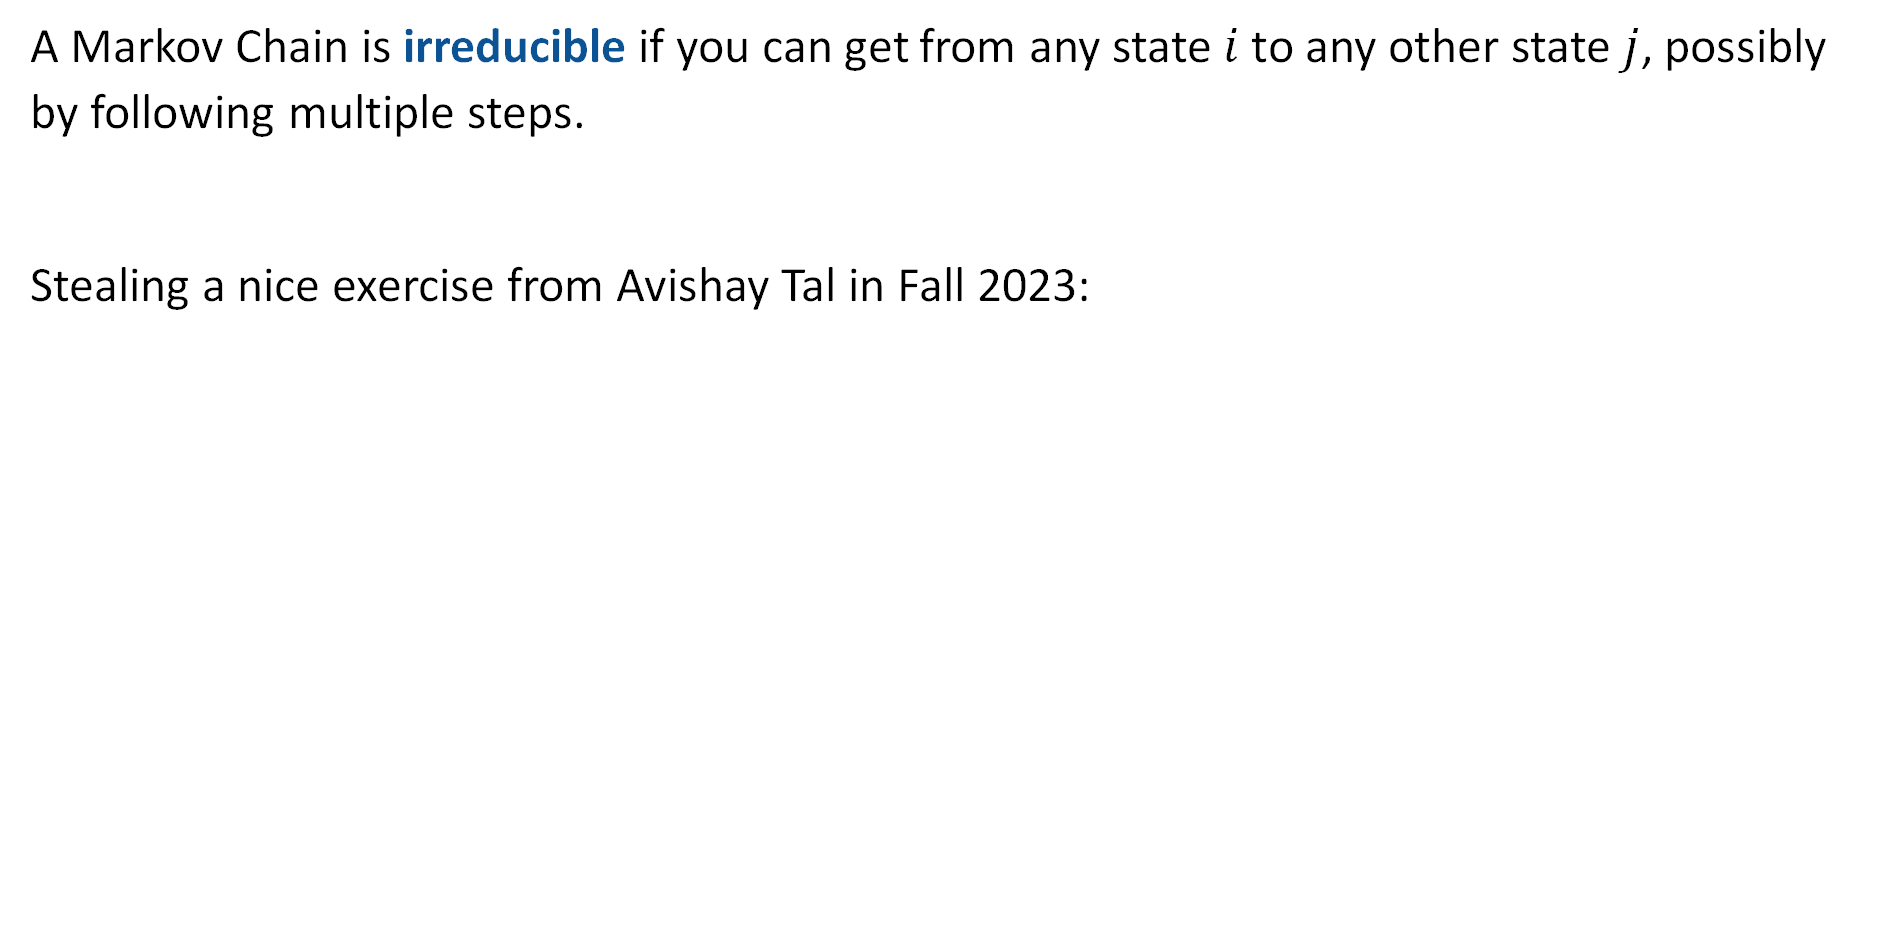 A Markov Chain is irreducible if you can get from any state i to any other state j, possibly
by following multiple steps.
Stealing a nice exercise from Avishay Tal in Fall 2023: